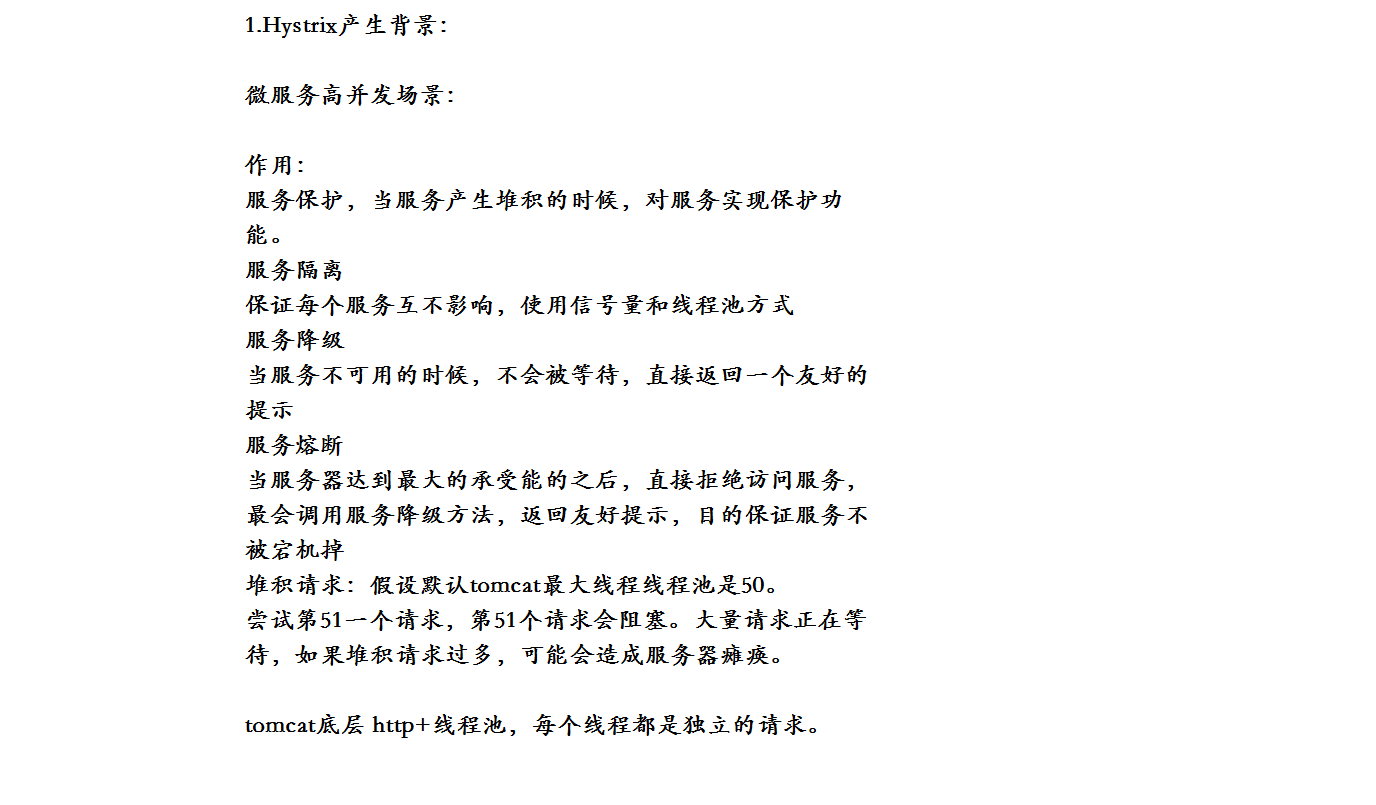 1.Hystrix产生背景：
微服务高并发场景：
作用：
服务保护，当服务产生堆积的时候，对服务实现保护功
能。
服务隔离
保证每个服务互不影响，使用信号量和线程池方式
服务降级
当服务不可用的时候，不会被等待，直接返回一个友好的
提示
服务熔断
当服务器达到最大的承受能的之后，直接拒绝访问服务，
最会调用服务降级方法，返回友好提示，目的保证服务不
被宕机掉
堆积请求：假设默认tomcat最大线程线程池是50。
尝试第51一个请求，第51个请求会阻塞。大量请求正在等
待，如果堆积请求过多，可能会造成服务器瘫痪。
tomcat底层 http+线程池，每个线程都是独立的请求。